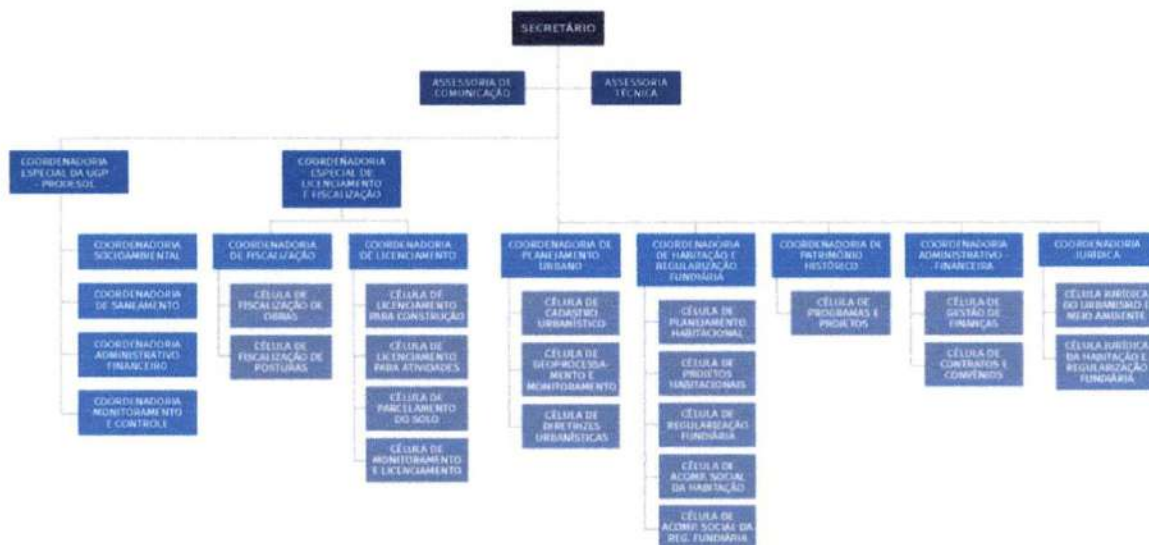 SECRETÁRIO
ASSESSORIA DE
COMUNICAÇÃO
ASSESSORIA
TÉCNICA
COORDENADORIA
ESPECIAL DA UGP
- PRODESOL
COORDENADORIA
ESPECIAL DE
LICENCIAMENTO
E FISCALIZAÇÃO
COORDENADORIA
SOCIOAMBIENTAL
COORDENADORIA
DE SANEAMENTO
COORDENADORIA
ADMINISTRATIVO
FINANCEIRO
COORDENADORIA
MONITORAMENTO
E CONTROLE
COORDENADORIA
DE FISCALIZAÇÃO
CÉLULA DE
FISCALIZAÇÃO DE
OBRAS
CÉLULA DE
FISCALIZAÇÃO DE
POSTURAS
COORDENADORIA
DE LICENCIAMENTO
CÉLULA DE
LICENCIAMENTO
PARA CONSTRUÇÃO
CÉLULA DE
LICENCIAMENTO
PARA ATIVIDADES
CÉLULA DE
PARCELAMENTO
DO SOLO
CÉLULA DE
MONITORAMENTO
E LICENCIAMENTO
COORDENADORIA DE
PLANEJAMENTO
URBANO
CÉLULA DE
CADASTRO
URBANÍSTICO
CÉLULA DE
GEOPROCESSA-
MENTO E
MONITORAMENTO
CÉLULA DE
DIRETRIZES
URBANÍSTICAS
COORDENADORIA
DE HABITAÇÃO E
REGULARIZAÇÃO
FUNDIÁRIA
CÉLULA DE
PLANEJAMENTO
HABITACIONAL
CÉLULA DE
PROJETOS
HABITACIONAIS
CÉLULA DE
REGULARIZAÇÃO
FUNDIÁRIA
CÉLULA DE
ACOMP. SOCIAL
DA HABITAÇÃO
CÉLULA DE
ACOMP. SOCIAL DA
REG. FUNDIÁRIA
COORDENADORIA DE
PATRIMÔNIO
HISTÓRICO
CÉLULA DE
PROGRAMAS E
PROJETOS
COORDENADORIA
ADMINISTRATIVO -
FINANCEIRA
CÉLULA DE
GESTÃO DE
FINANÇAS
CÉLULA DE
CONTRATOS E
CONVÊNIOS
COORDENADORIA
JURÍDICA
CÉLULA JURÍDICA
DO URBANISMO E
MEIO AMBIENTE
CÉLULA JURÍDICA
DA HABITAÇÃO E
REGULARIZAÇÃO
FUNDIÁRIA